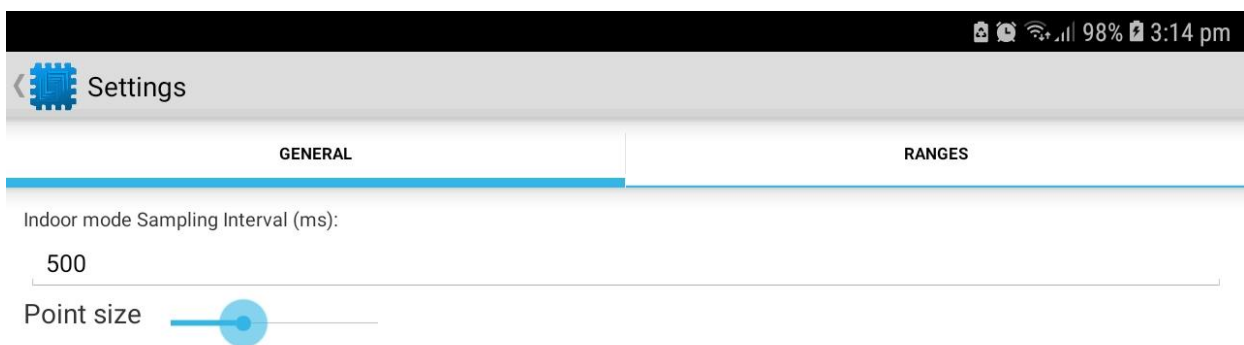 98% 3:14 pm
Settings
GENERAL RANGES
Indoor mode Sampling Interval (ms):
500
Point size